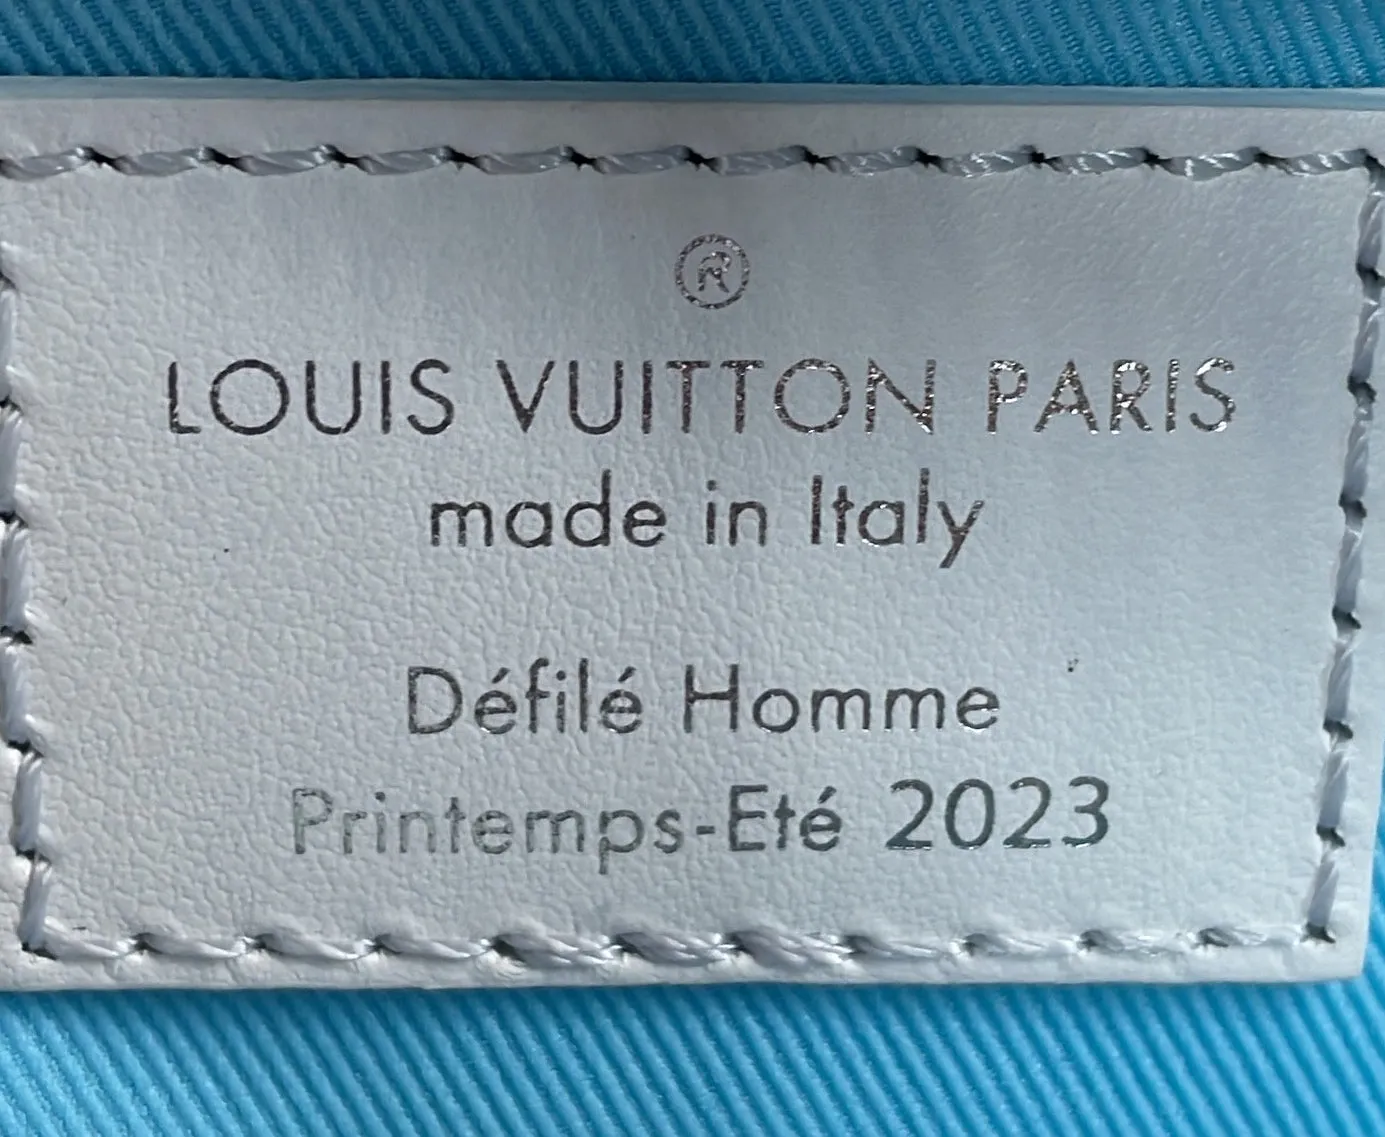 ®
LOUIS VUITTON PARIS
made in Italy
Défilé Homme
Printemps-Eté 2023